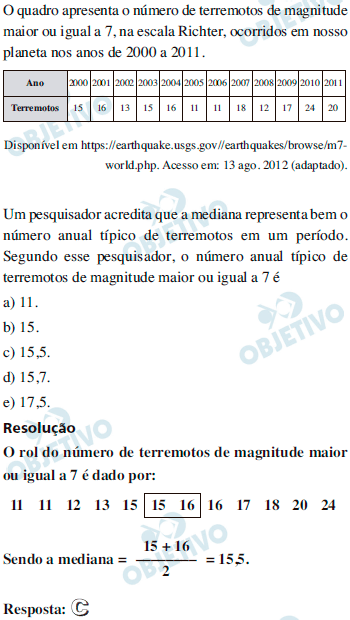 O quadro apresenta o número de terremotos de magnitude
maior ou igual a 7, na escala Richter, ocorridos em nosso
planeta nos anos de 2000 a 2011.
Ano 2000 2001 2002 2003 2004 2005 2006 2007 2008 2009 2010 2011
Terremotos 15 16 13 15 16 11 11 18 12 17 24 20
Disponível em https://earthquake.usgs.gov//earthquakes/browse/m7-
world.php. Acesso em: 13 ago. 2012 (adaptado).
Um pesquisador acredita que a mediana representa bem o
número anual típico de terremotos em um período.
Segundo esse pesquisador, o número anual típico de
terremotos de magnitude maior ou igual a 7 é
a) 11.
b) 15.
c) 15,5.
d) 15,7.
e) 17,5.
Resolução
O rol do número de terremotos de magnitude maior
ou igual a 7 é dado por:
11 11 12 13 15 15 16 16 17 18 20 24
Sendo a mediana = 15 + 16 / 2 = 15,5.
Resposta: C
OBJETIVO
OBJETIVO
OBJETIVO
OBJETIVO
OBJETIVO